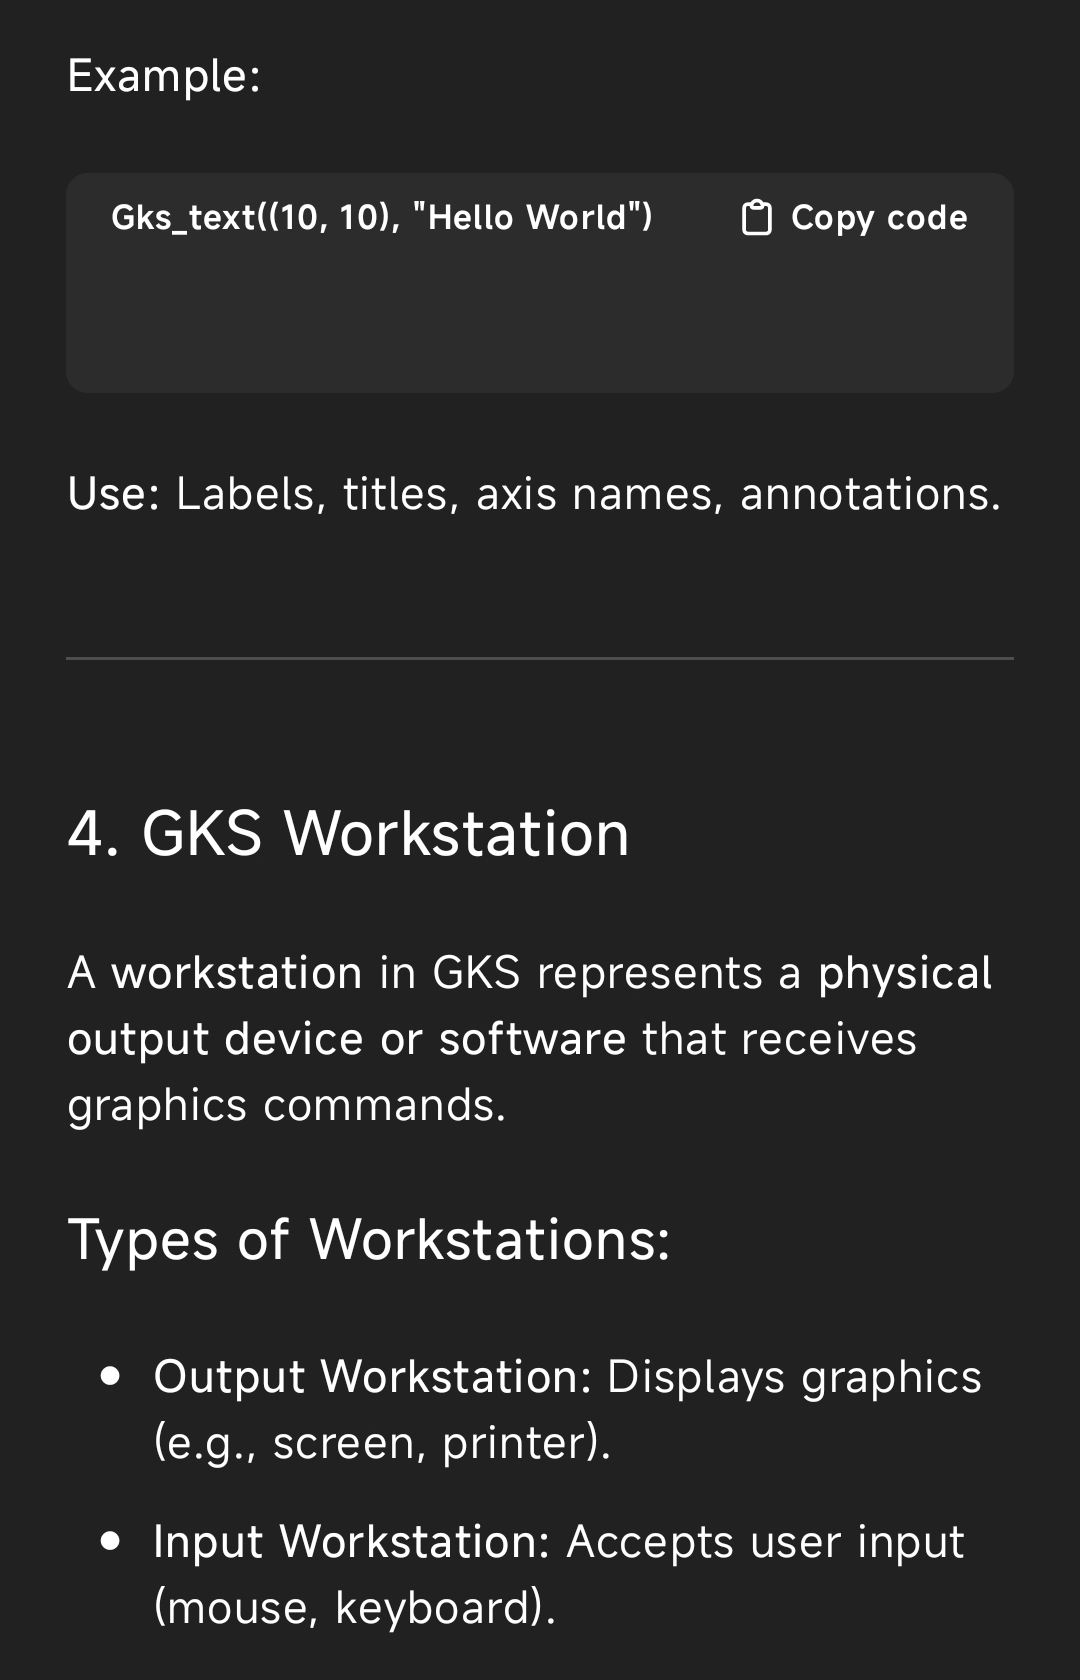 Example:
Gks_text((10, 10), "Hello World")
Copy code
Use: Labels, titles, axis names, annotations.
4. GKS Workstation
A workstation in GKS represents a physical
output device or software that receives
graphics commands.
Types of Workstations:
• Output Workstation: Displays graphics
(e.g., screen, printer).
• Input Workstation: Accepts user input
(mouse, keyboard).